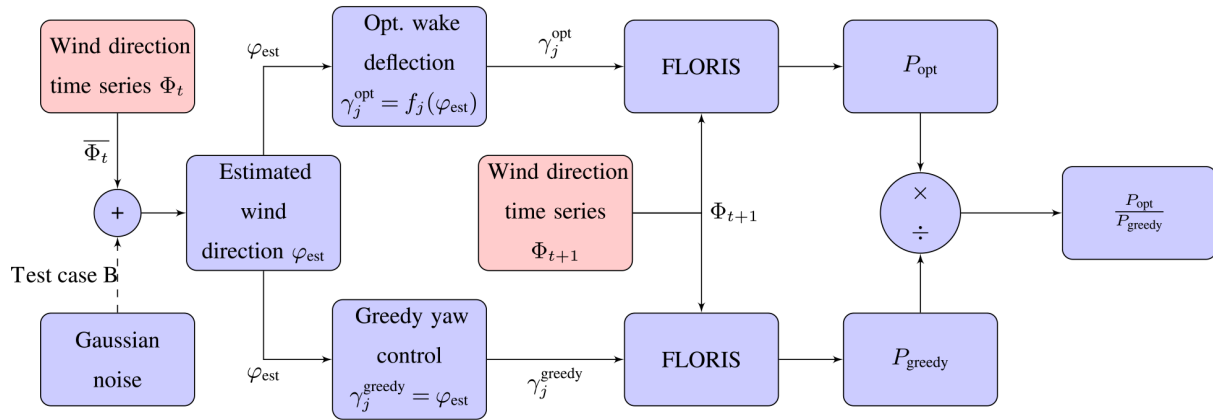 Wind direction
time series Φ_t
\overline{Φ_t}
+
Test case B
Gaussian
noise
Estimated
wind
direction φ_est
φ_est
φ_est
Opt. wake
deflection
γ_j^opt = f_j(φ_est)
Greedy yaw
control
γ_j^greedy = φ_est
γ_j^opt
γ_j^greedy
Wind direction
time series
Φ_{t+1}
Φ_{t+1}
FLORIS
FLORIS
P_opt
P_greedy
×
÷
P_opt
P_greedy